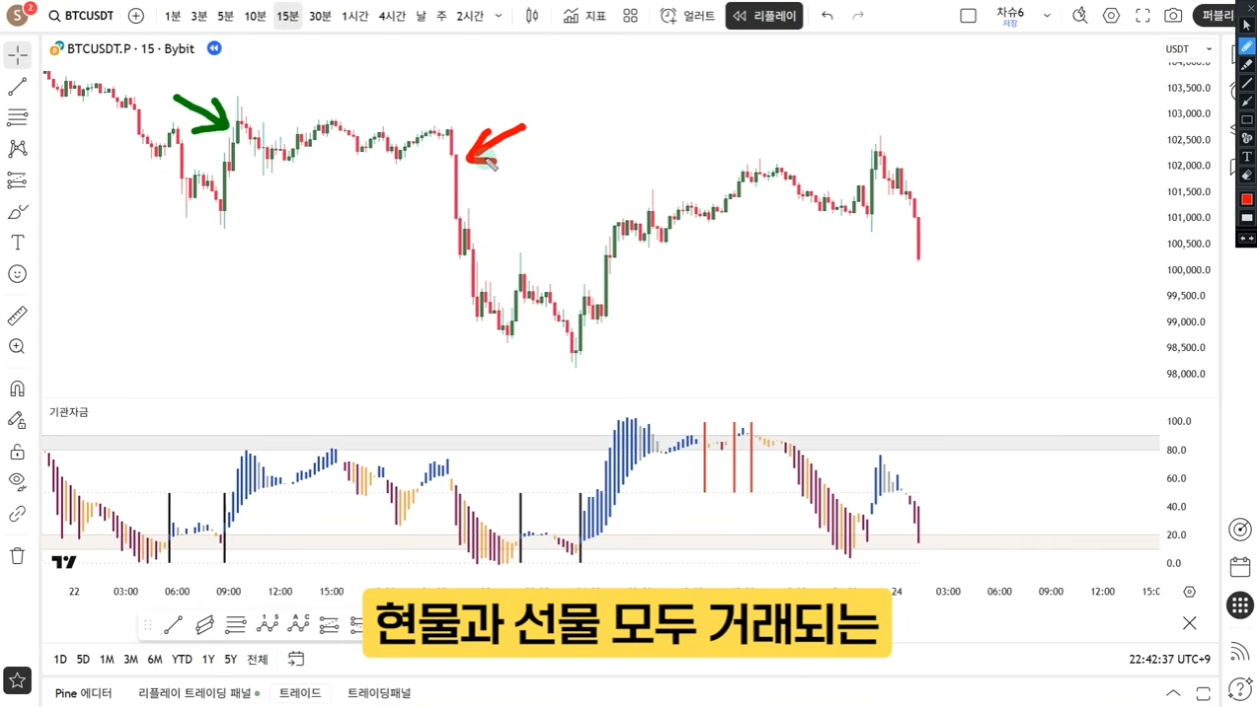 S 2 BTCUSDT 1분 3분 5분 10분 15분 30분 1시간 4시간 날 주 2시간 지표 얼러트 리플레이 차슈6 퍼블리
저장
BTCUSDT.P · 15 · Bybit
USDT
104,000.0
103,500.0
103,000.0
102,500.0
102,000.0
101,500.0
101,000.0
100,500.0
100,000.0
99,500.0
99,000.0
98,500.0
98,000.0
기관자금
100.0
80.0
60.0
40.0
20.0
0.0
22 03:00 06:00 09:00 12:00 15:00 24 03:00 06:00 09:00 12:00 15:0
현물과 선물 모두 거래되는
1D 5D 1M 3M 6M YTD 1Y 5Y 전체
22:42:37 UTC+9
Pine 에디터 리플레이 트레이딩 패널 트레이드 트레이딩패널